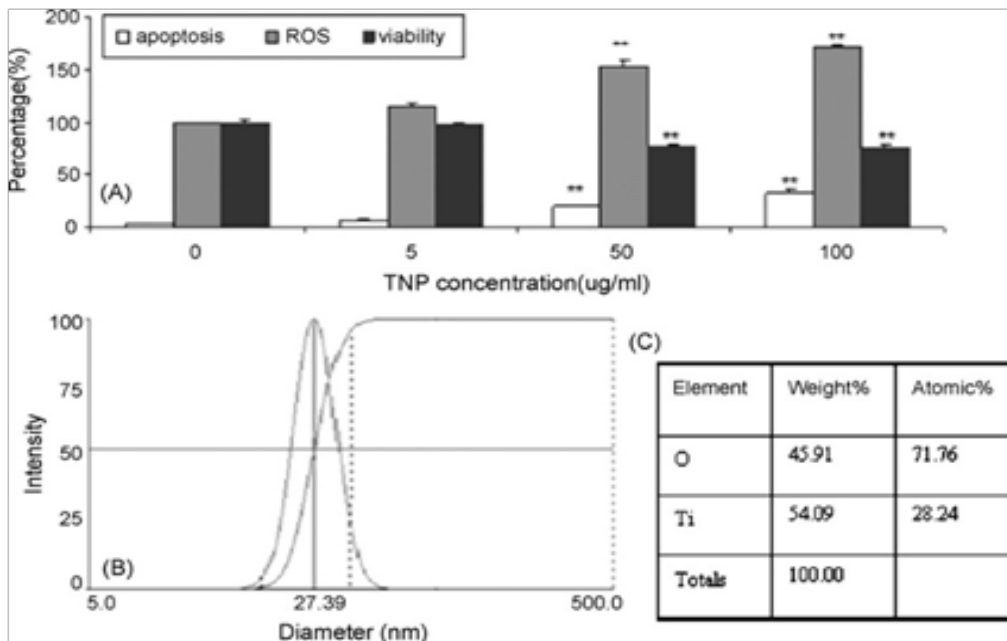 200
150
100
50
0
Percentage(%)
apoptosis ROS viability
** ** ** ** ** **
(A)
0 5 50 100
TNP concentration(ug/ml)
100
75
50
25
0
Intensity
(B)
5.0 27.39 500.0
Diameter (nm)
(C)
Element Weight% Atomic%
O 45.91 71.76
Ti 54.09 28.24
Totals 100.00